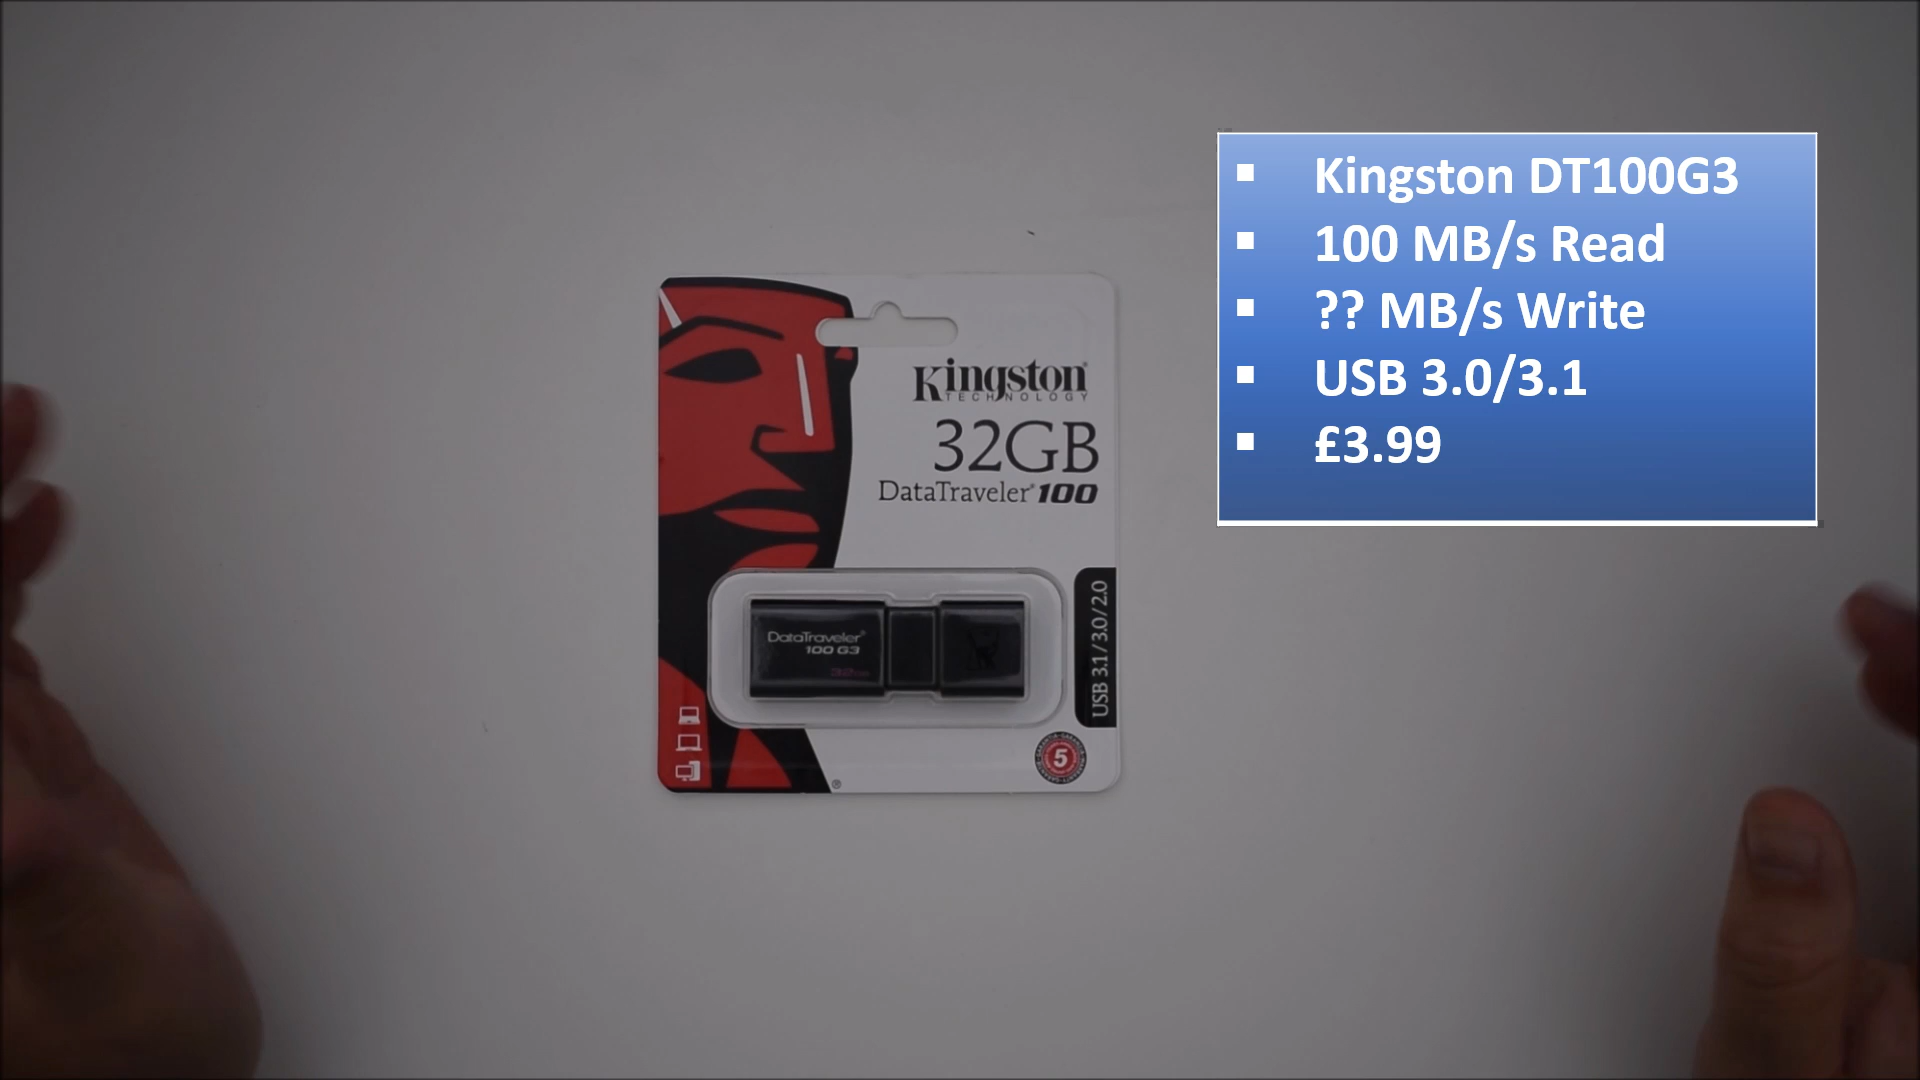 Kingston DT100G3
100 MB/s Read
?? MB/s Write
USB 3.0/3.1
£3.99
Kingston
TECHNOLOGY
32GB
DataTraveler 100
DataTraveler
100 G3
USB 3.1/3.0/2.0
5